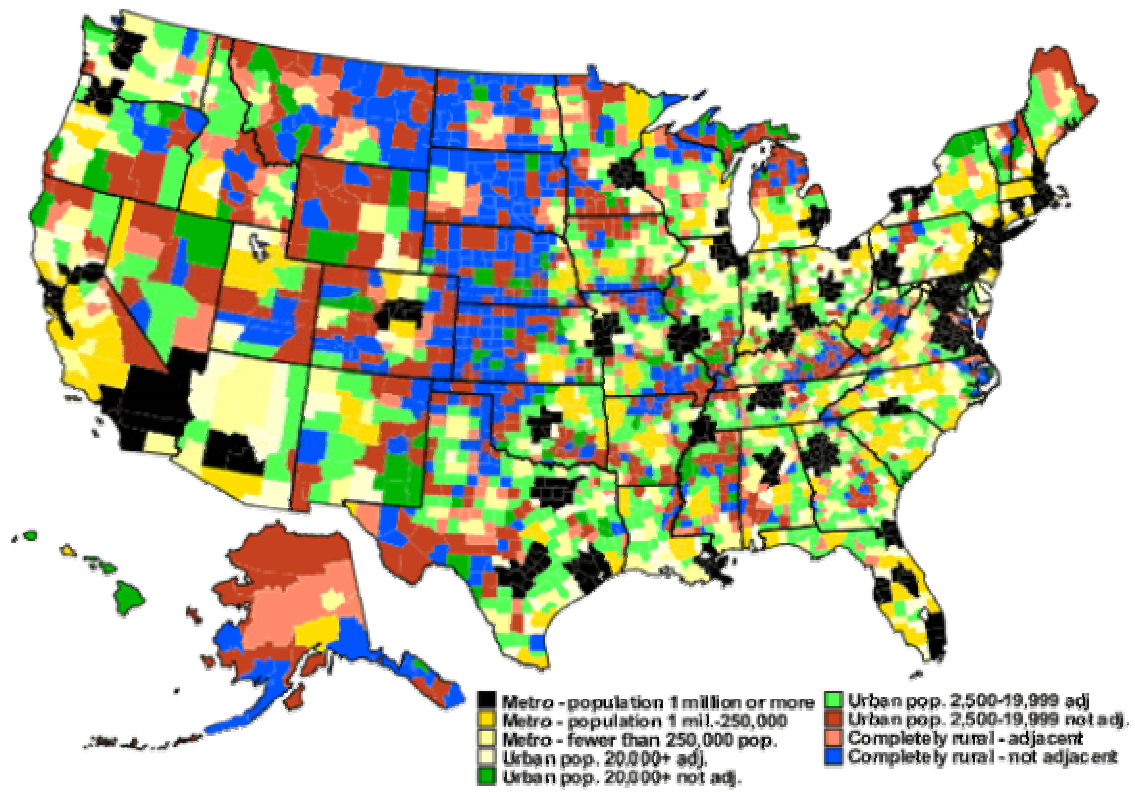 Metro - population 1 million or more
Metro - population 1 mil.-250,000
Metro - fewer than 250,000 pop.
Urban pop. 20,000+ adj.
Urban pop. 20,000+ not adj.
Urban pop. 2,500-19,999 adj
Urban pop. 2,500-19,999 not adj.
Completely rural - adjacent
Completely rural - not adjacent